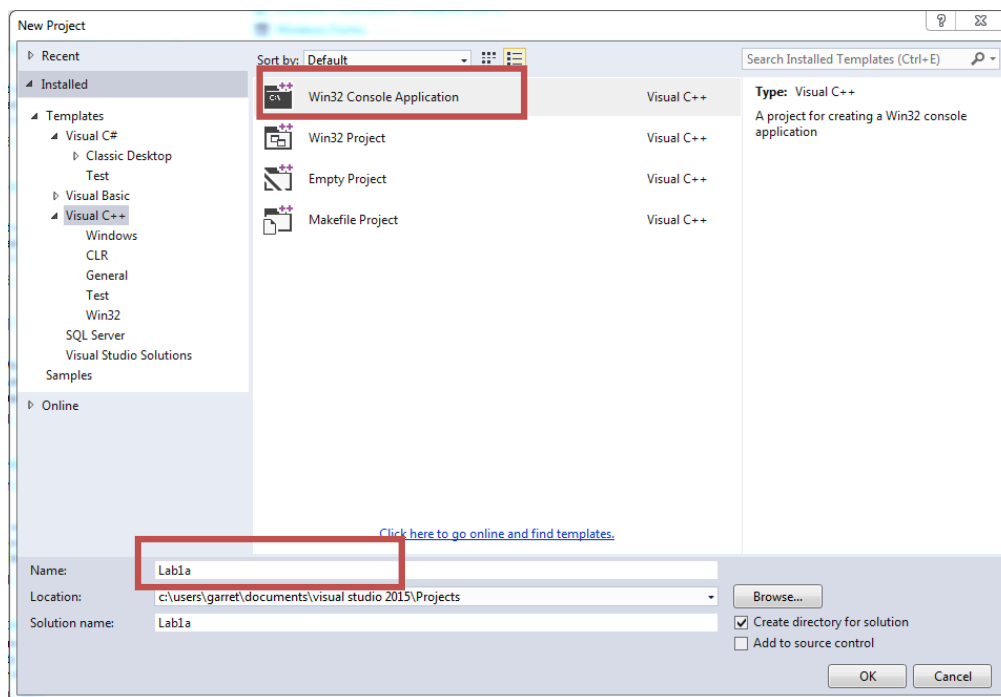 New Project
Recent
Installed
Templates
Visual C#
Classic Desktop
Test
Visual Basic
Visual C++
Windows
CLR
General
Test
Win32
SQL Server
Visual Studio Solutions
Samples
Online
Sort by: Default
Win32 Console Application Visual C++
Win32 Project Visual C++
Empty Project Visual C++
Makefile Project Visual C++
Click here to go online and find templates.
Search Installed Templates (Ctrl+E)
Type: Visual C++
A project for creating a Win32 console
application
Name: Lab1a
Location: c:\users\garret\documents\visual studio 2015\Projects
Solution name: Lab1a
Browse...
Create directory for solution
Add to source control
OK Cancel